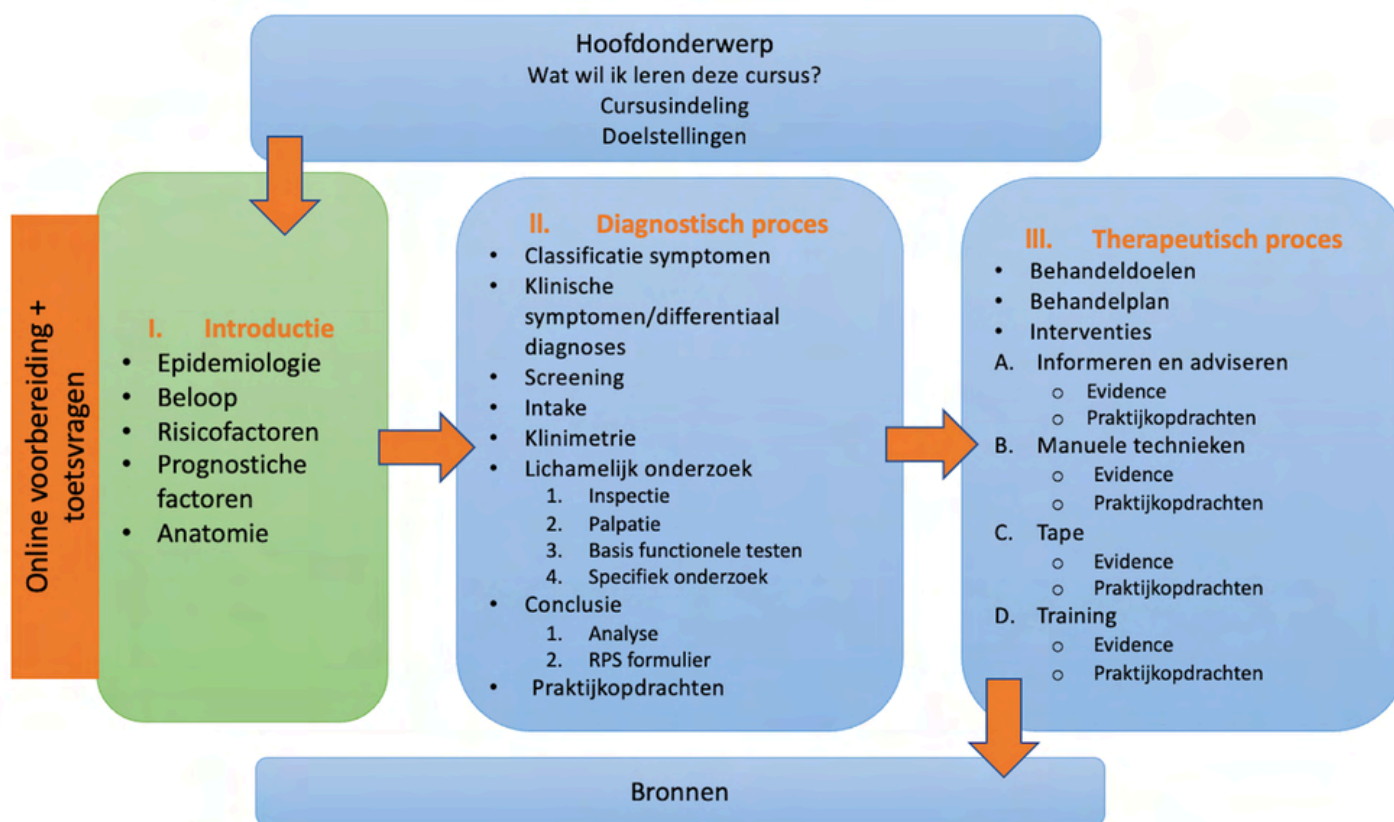 Hoofdonderwerp
Wat wil ik leren deze cursus?
Cursusindeling
Doelstellingen
Online voorbereiding +
toetsvragen
I. Introductie
• Epidemiologie
• Beloop
• Risicofactoren
• Prognostiche
factoren
• Anatomie
II. Diagnostisch proces
• Classificatie symptomen
• Klinische
symptomen/differentiaal
diagnoses
• Screening
• Intake
• Klinimetrie
• Lichamelijk onderzoek
1. Inspectie
2. Palpatie
3. Basis functionele testen
4. Specifiek onderzoek
• Conclusie
1. Analyse
2. RPS formulier
• Praktijkopdrachten
III. Therapeutisch proces
• Behandeldoelen
• Behandelplan
• Interventies
A. Informeren en adviseren
o Evidence
o Praktijkopdrachten
B. Manuele technieken
o Evidence
o Praktijkopdrachten
C. Tape
o Evidence
o Praktijkopdrachten
D. Training
o Evidence
o Praktijkopdrachten
Bronnen